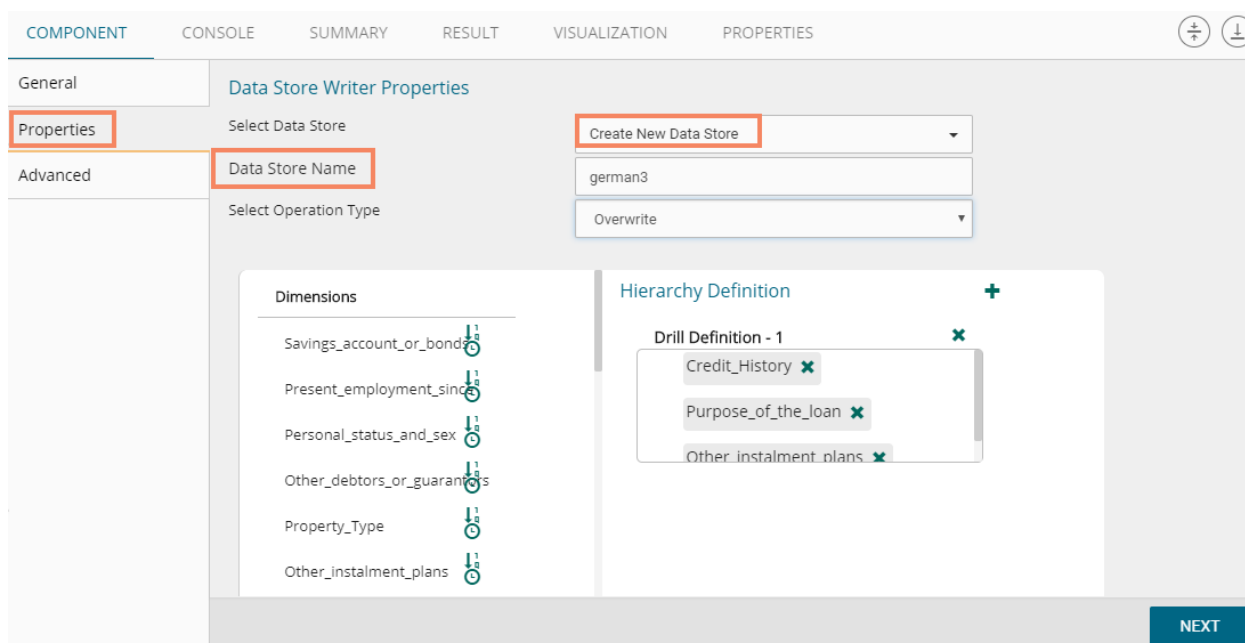 COMPONENT CONSOLE SUMMARY RESULT VISUALIZATION PROPERTIES
General
Properties
Advanced
Data Store Writer Properties
Select Data Store Create New Data Store
Data Store Name german3
Select Operation Type Overwrite
Dimensions
Savings_account_or_bonds
Present_employment_since
Personal_status_and_sex
Other_debtors_or_guarantors
Property_Type
Other_instalment_plans
Hierarchy Definition
Drill Definition - 1
Credit_History
Purpose_of_the_loan
Other_instalment_plans
NEXT